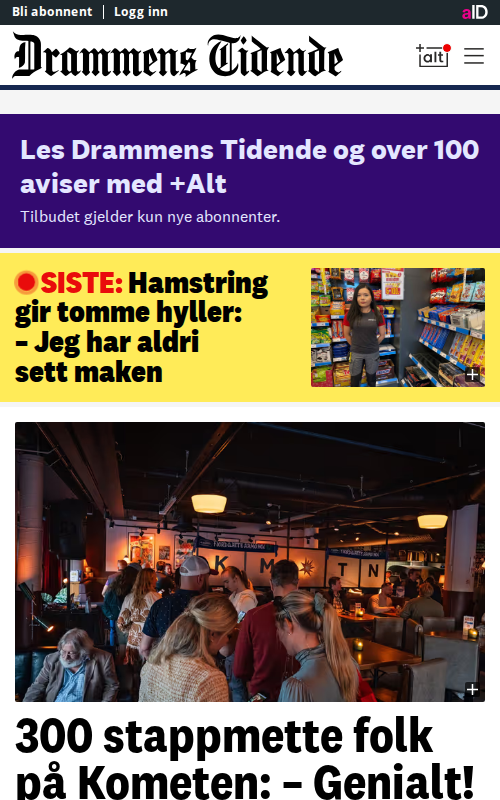 Bli abonnent | Logg inn
aID
Drammens Tidende
+alt
Les Drammens Tidende og over 100
aviser med +Alt
Tilbudet gjelder kun nye abonnenter.
SISTE: Hamstring
gir tomme hyller:
– Jeg har aldri
sett maken
K M T N
300 stappmette folk
på Kometen: – Genialt!